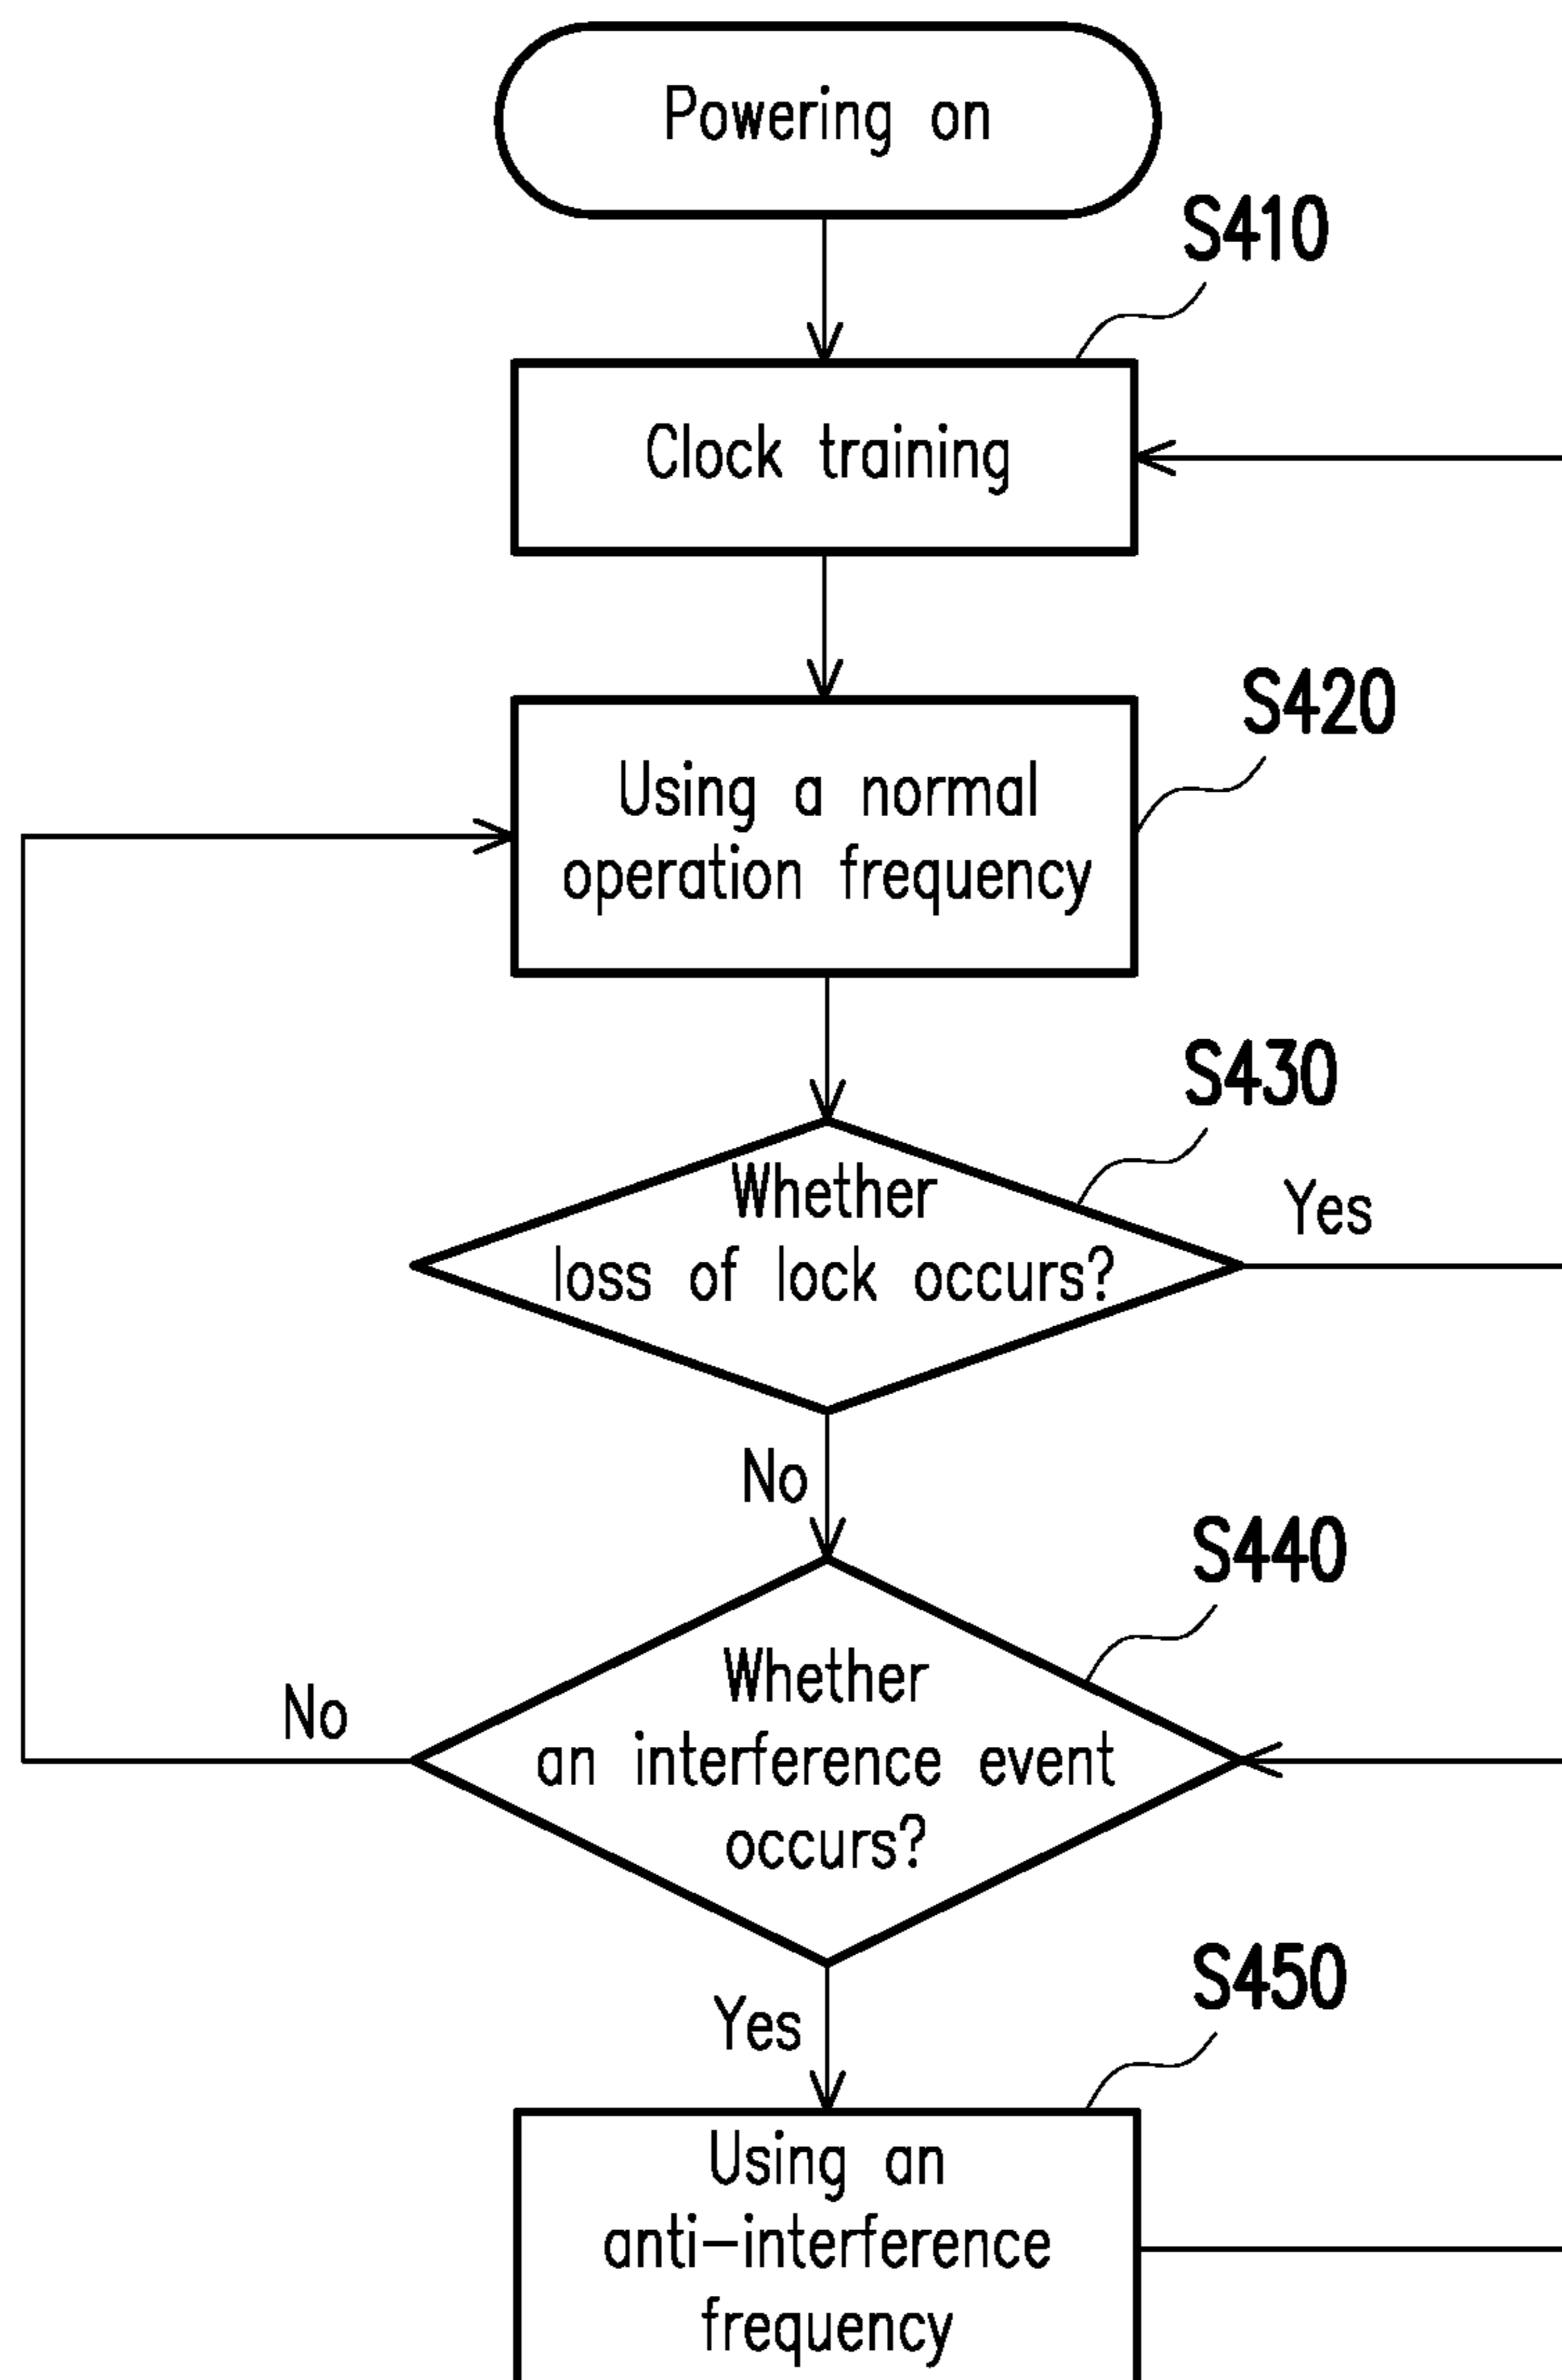 Powering on
S410
Clock training
S420
Using a normal
operation frequency
S430
Whether
loss of lock occurs?
Yes
No
S440
Whether
an interference event
occurs?
No
Yes
S450
Using an
anti-interference
frequency